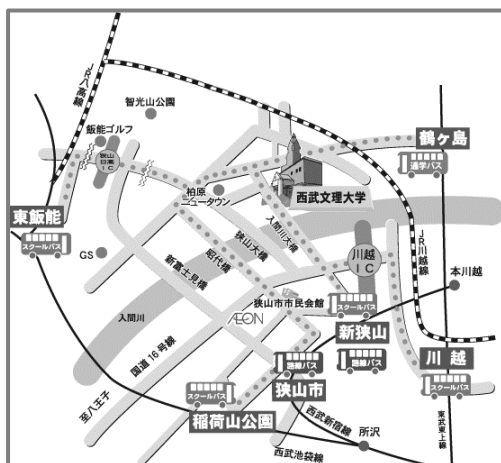 JR八高線
智光山公園
飯能ゴルフ
狭山
日高
IC
鶴ヶ島
通学バス
柏原
ニュータウン
西武文理大学
東飯能
スクールバス
GS
昭代橋
狭山大橋
入間川大橋
新富士見橋
川越
IC
JR川越線
本川越
狭山市市民会館
スクールバス
入間川
ÆON
新狭山
路線バス
路線バス
川越
スクールバス
国道16号線
狭山市
至八王子
スクールバス
稲荷山公園
西武新宿線
所沢
西武池袋線
東武東上線